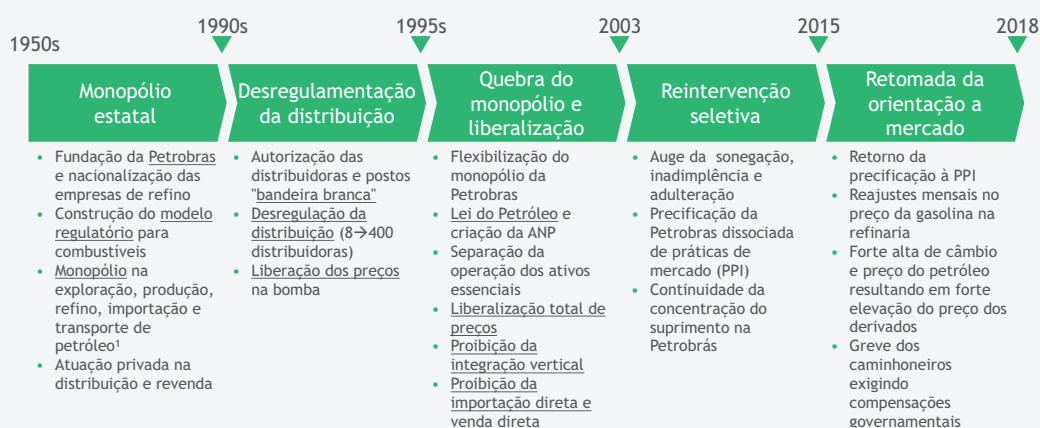 1950s
1990s
1995s
2003
2015
2018
Monopólio
estatal
Desregulamentação
da distribuição
Quebra do
monopólio e
liberalização
Reintervenção
seletiva
Retomada da
orientação a
mercado
• Fundação da Petrobras
e nacionalização das
empresas de refino
• Construção do modelo
regulatório para
combustíveis
• Monopólio na
exploração, produção,
refino, importação e
transporte de
petróleo¹
• Atuação privada na
distribuição e revenda
• Autorização das
distribuidoras e postos
"bandeira branca"
• Desregulação da
distribuição (8→400
distribuidoras)
• Liberação dos preços
na bomba
• Flexibilização do
monopólio da
Petrobras
• Lei do Petróleo e
criação da ANP
• Separação da
operação dos ativos
essenciais
• Liberalização total de
preços
• Proibição da
integração vertical
• Proibição da
importação direta e
venda direta
• Auge da sonegação,
inadimplência e
adulteração
• Precificação da
Petrobras dissociada
de práticas de
mercado (PPI)
• Continuidade da
concentração do
suprimento na
Petrobrás
• Retorno da
precificação à PPI
• Reajustes mensais no
preço da gasolina na
refinaria
• Forte alta de câmbio
e preço do petróleo
resultando em forte
elevação do preço dos
derivados
• Greve dos
caminhoneiros
exigindo
compensações
governamentais